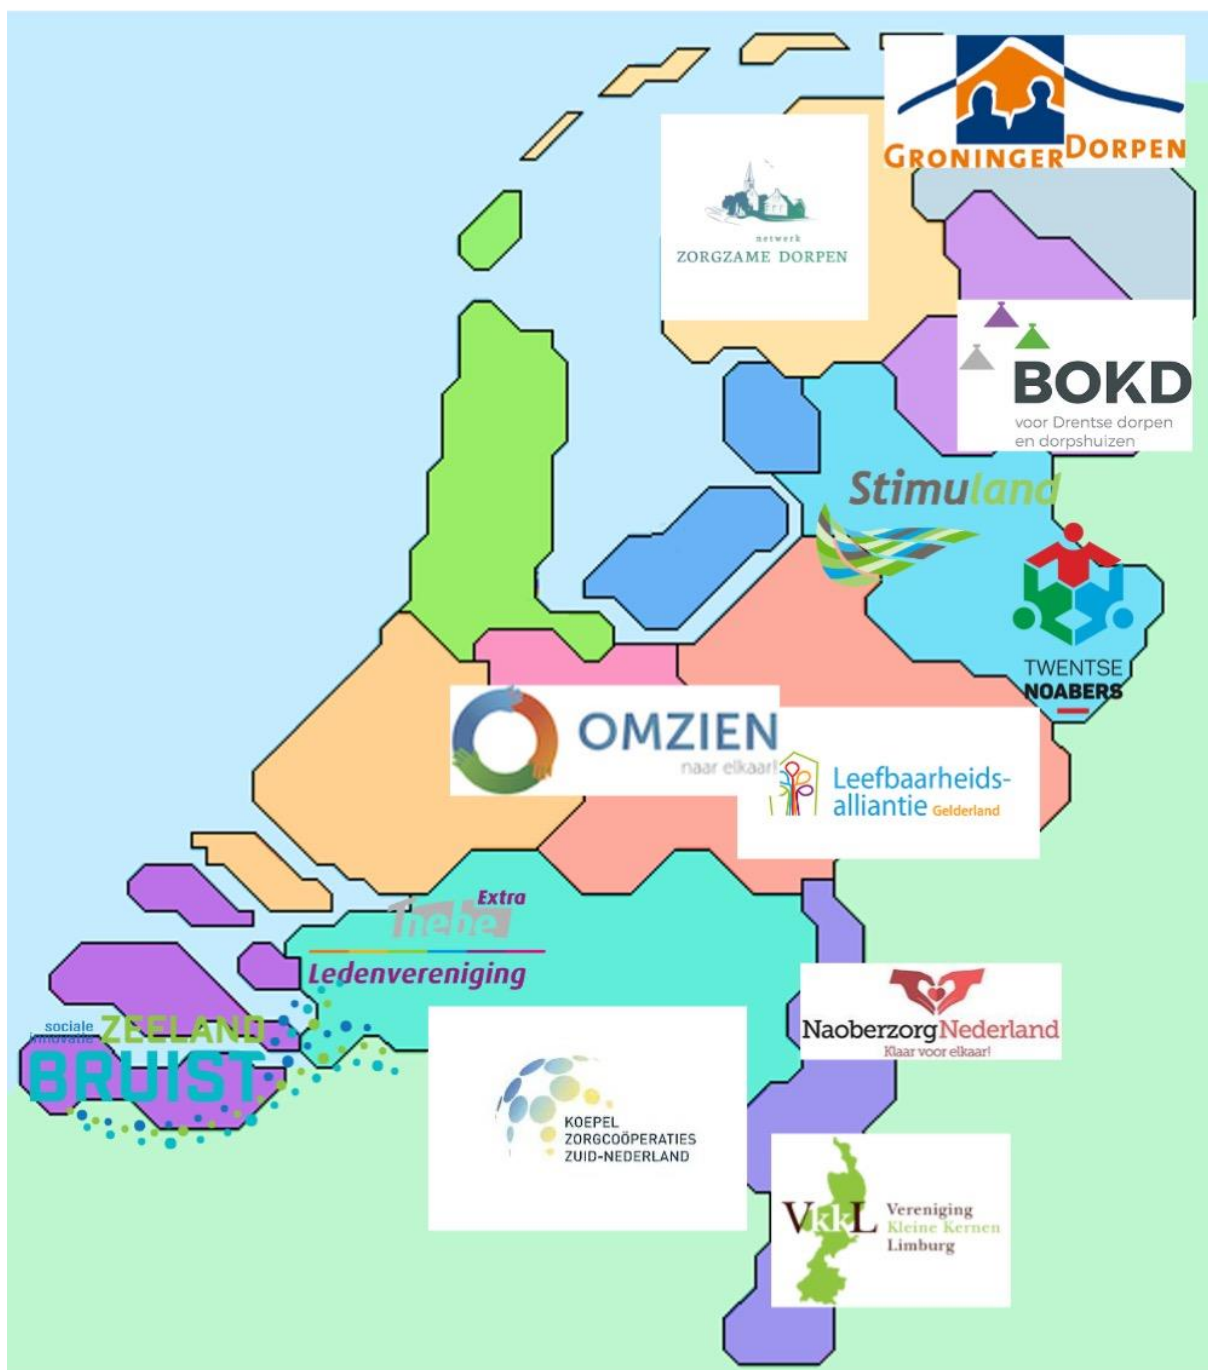 GRONINGERDORPEN
netwerk
ZORGZAME DORPEN
BOKD
voor Drentse dorpen
en dorpshuizen
Stimuland
TWENTSE
NOABERS
OMZIEN
naar elkaar!
Leefbaarheids-
alliantie Gelderland
Extra
Thebe
Ledenvereniging
sociale
innovatie
ZEELAND
BRUIST
Naoberzorg Nederland
Klaar voor elkaar!
KOEPEL
ZORGCOÖPERATIES
ZUID-NEDERLAND
VkkL
Vereniging
Kleine Kernen
Limburg